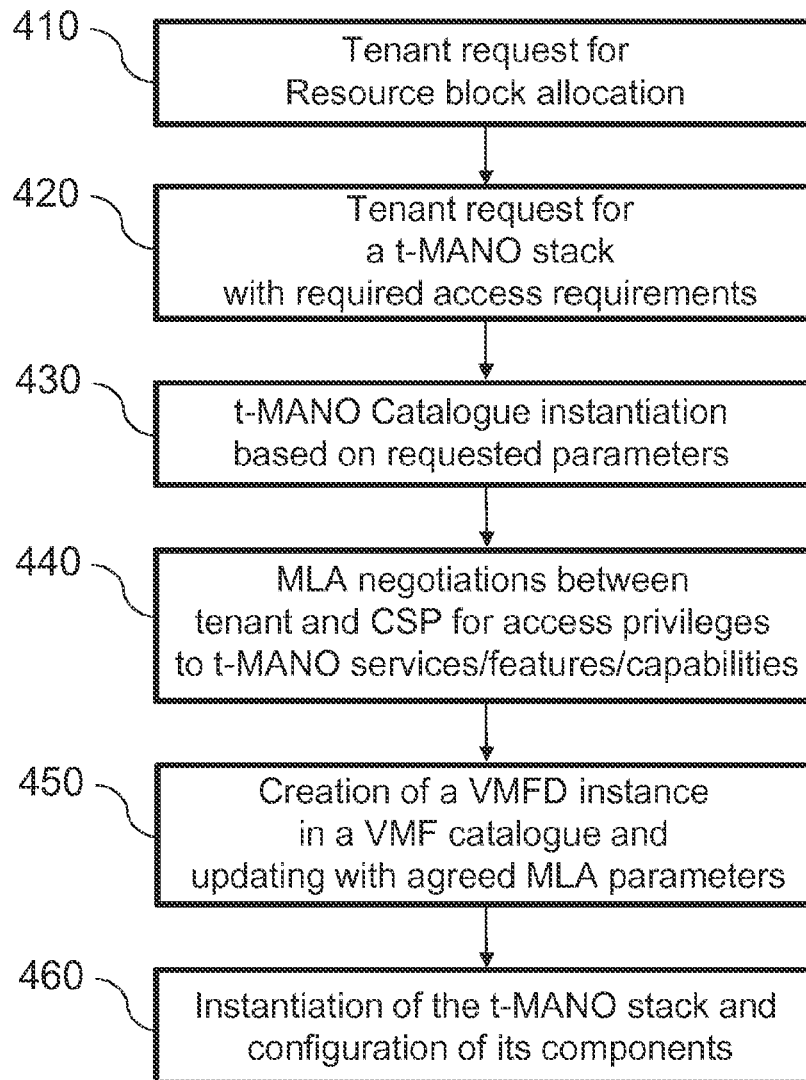 410
Tenant request for
Resource block allocation
420
Tenant request for
a t-MANO stack
with required access requirements
430
t-MANO Catalogue instantiation
based on requested parameters
440
MLA negotiations between
tenant and CSP for access privileges
to t-MANO services/features/capabilities
450
Creation of a VMFD instance
in a VMF catalogue and
updating with agreed MLA parameters
460
Instantiation of the t-MANO stack and
configuration of its components